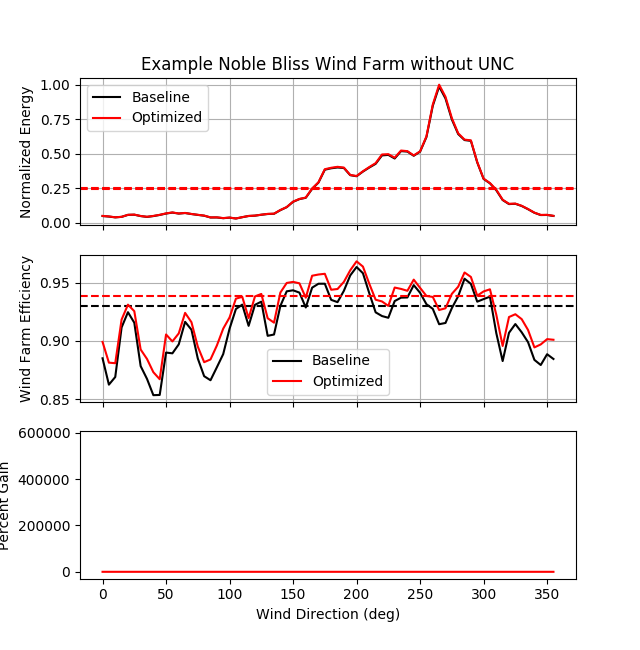 Example Noble Bliss Wind Farm without UNC
1.00
0.75
0.50
0.25
0.00
Normalized Energy
Baseline
Optimized
0.95
0.90
0.85
Wind Farm Efficiency
Baseline
Optimized
600000
400000
200000
0
Percent Gain
0 50 100 150 200 250 300 350
Wind Direction (deg)